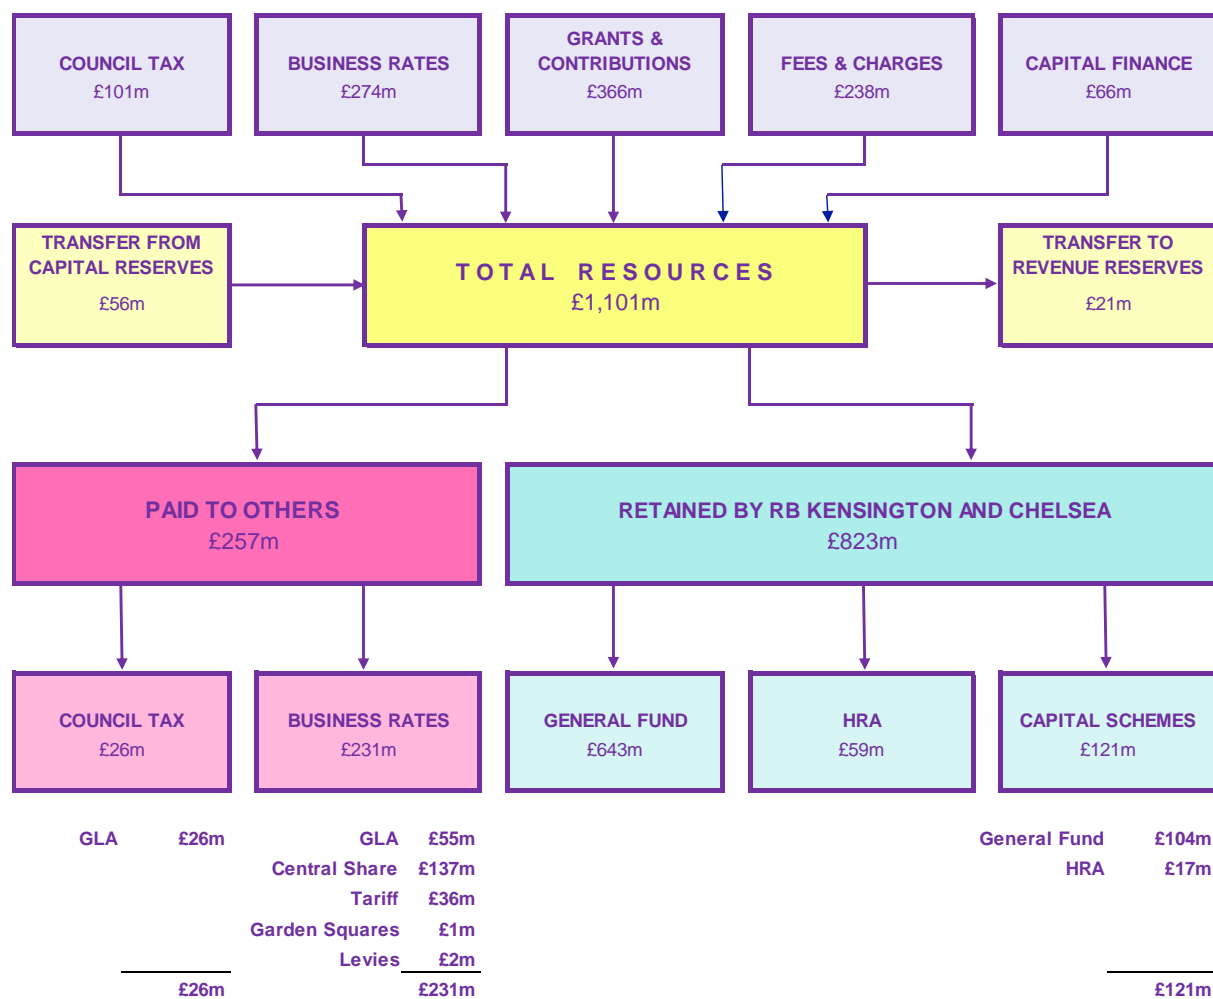 COUNCIL TAX
£101m
BUSINESS RATES
£274m
GRANTS &
CONTRIBUTIONS
£366m
FEES & CHARGES
£238m
CAPITAL FINANCE
£66m
TRANSFER FROM
CAPITAL RESERVES
£56m
TOTAL RESOURCES
£1,101m
TRANSFER TO
REVENUE RESERVES
£21m
PAID TO OTHERS
£257m
RETAINED BY RB KENSINGTON AND CHELSEA
£823m
COUNCIL TAX
£26m
BUSINESS RATES
£231m
GENERAL FUND
£643m
HRA
£59m
CAPITAL SCHEMES
£121m
GLA £26m
£26m
GLA £55m
Central Share £137m
Tariff £36m
Garden Squares £1m
Levies £2m
£231m
General Fund £104m
HRA £17m
£121m